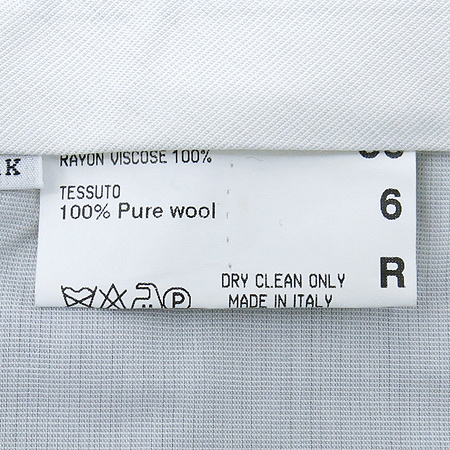 RAYON VISCOSE 100%
K
TESSUTO
100% Pure wool
6
P
DRY CLEAN ONLY
R
MADE IN ITALY